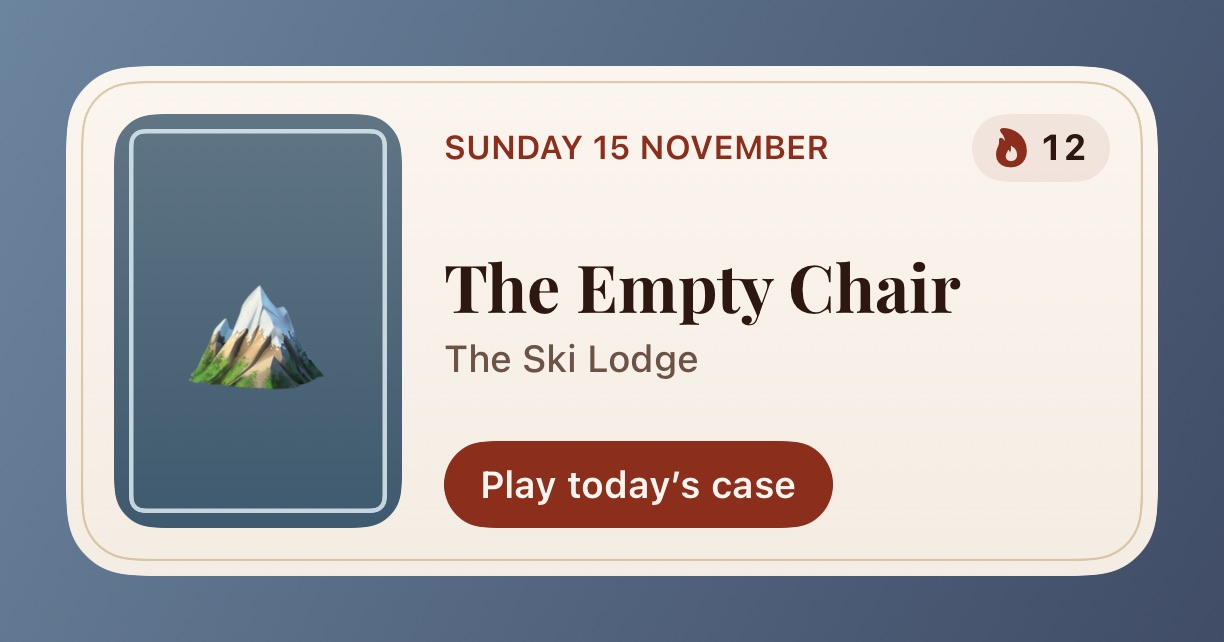 SUNDAY 15 NOVEMBER
12
The Empty Chair
The Ski Lodge
Play today’s case